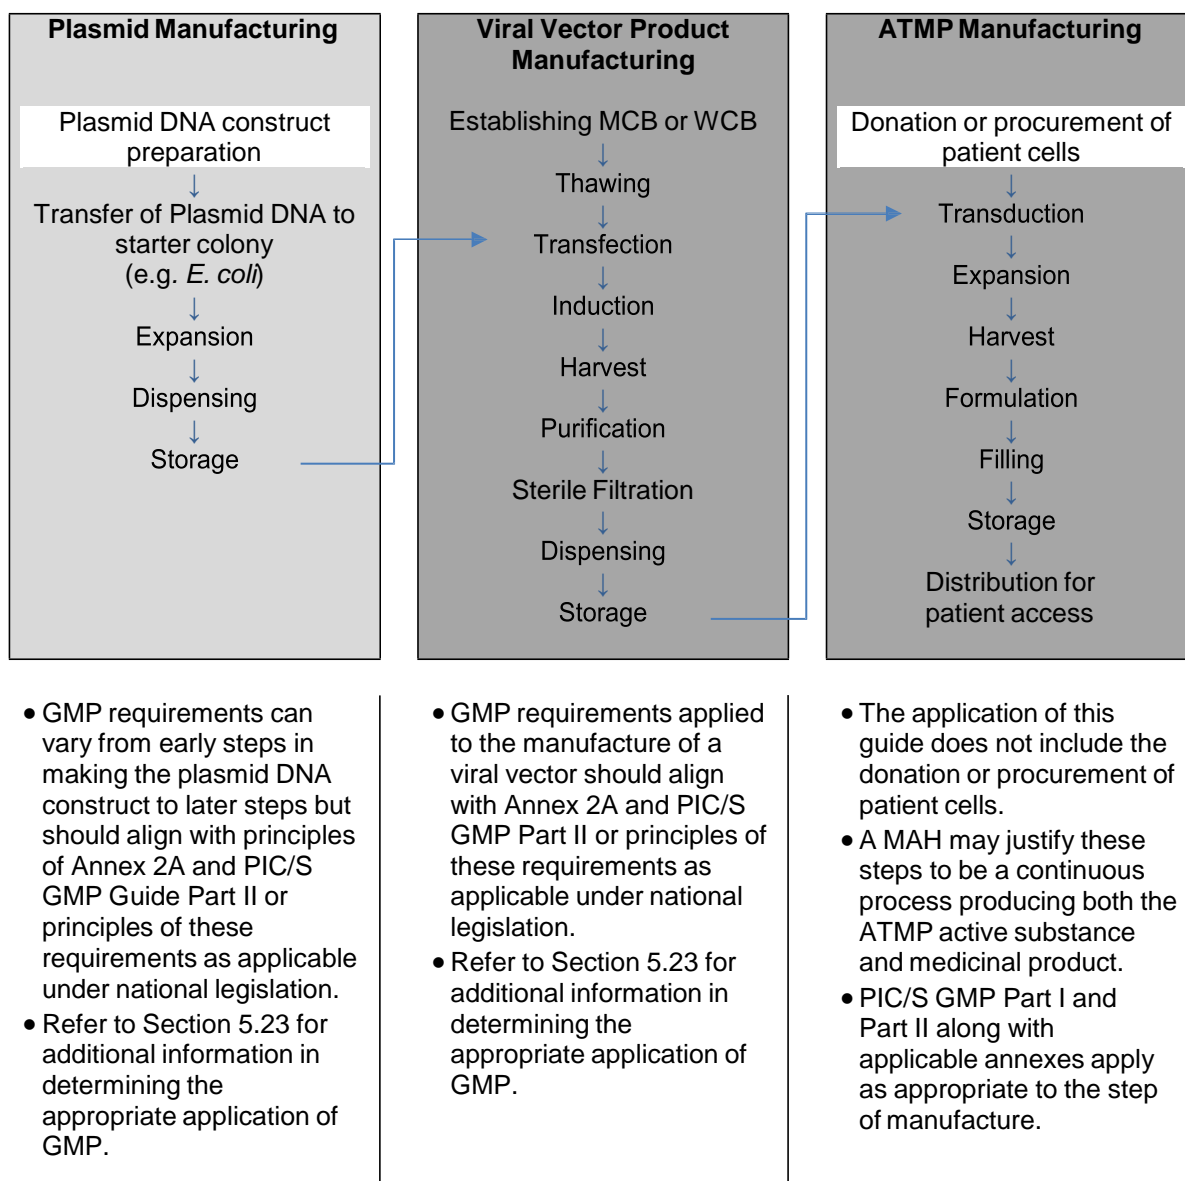 Plasmid Manufacturing
Plasmid DNA construct
preparation
↓
Transfer of Plasmid DNA to
starter colony
(e.g. E. coli)
↓
Expansion
↓
Dispensing
↓
Storage
Viral Vector Product
Manufacturing
Establishing MCB or WCB
↓
Thawing
↓
Transfection
↓
Induction
↓
Harvest
↓
Purification
↓
Sterile Filtration
↓
Dispensing
↓
Storage
ATMP Manufacturing
Donation or procurement of
patient cells
↓
Transduction
↓
Expansion
↓
Harvest
↓
Formulation
↓
Filling
↓
Storage
↓
Distribution for
patient access
• GMP requirements can
vary from early steps in
making the plasmid DNA
construct to later steps but
should align with principles
of Annex 2A and PIC/S
GMP Guide Part II or
principles of these
requirements as applicable
under national legislation.
• Refer to Section 5.23 for
additional information in
determining the
appropriate application of
GMP.
• GMP requirements applied
to the manufacture of a
viral vector should align
with Annex 2A and PIC/S
GMP Part II or principles of
these requirements as
applicable under national
legislation.
• Refer to Section 5.23 for
additional information in
determining the
appropriate application of
GMP.
• The application of this
guide does not include the
donation or procurement of
patient cells.
• A MAH may justify these
steps to be a continuous
process producing both the
ATMP active substance
and medicinal product.
• PIC/S GMP Part I and
Part II along with
applicable annexes apply
as appropriate to the step
of manufacture.